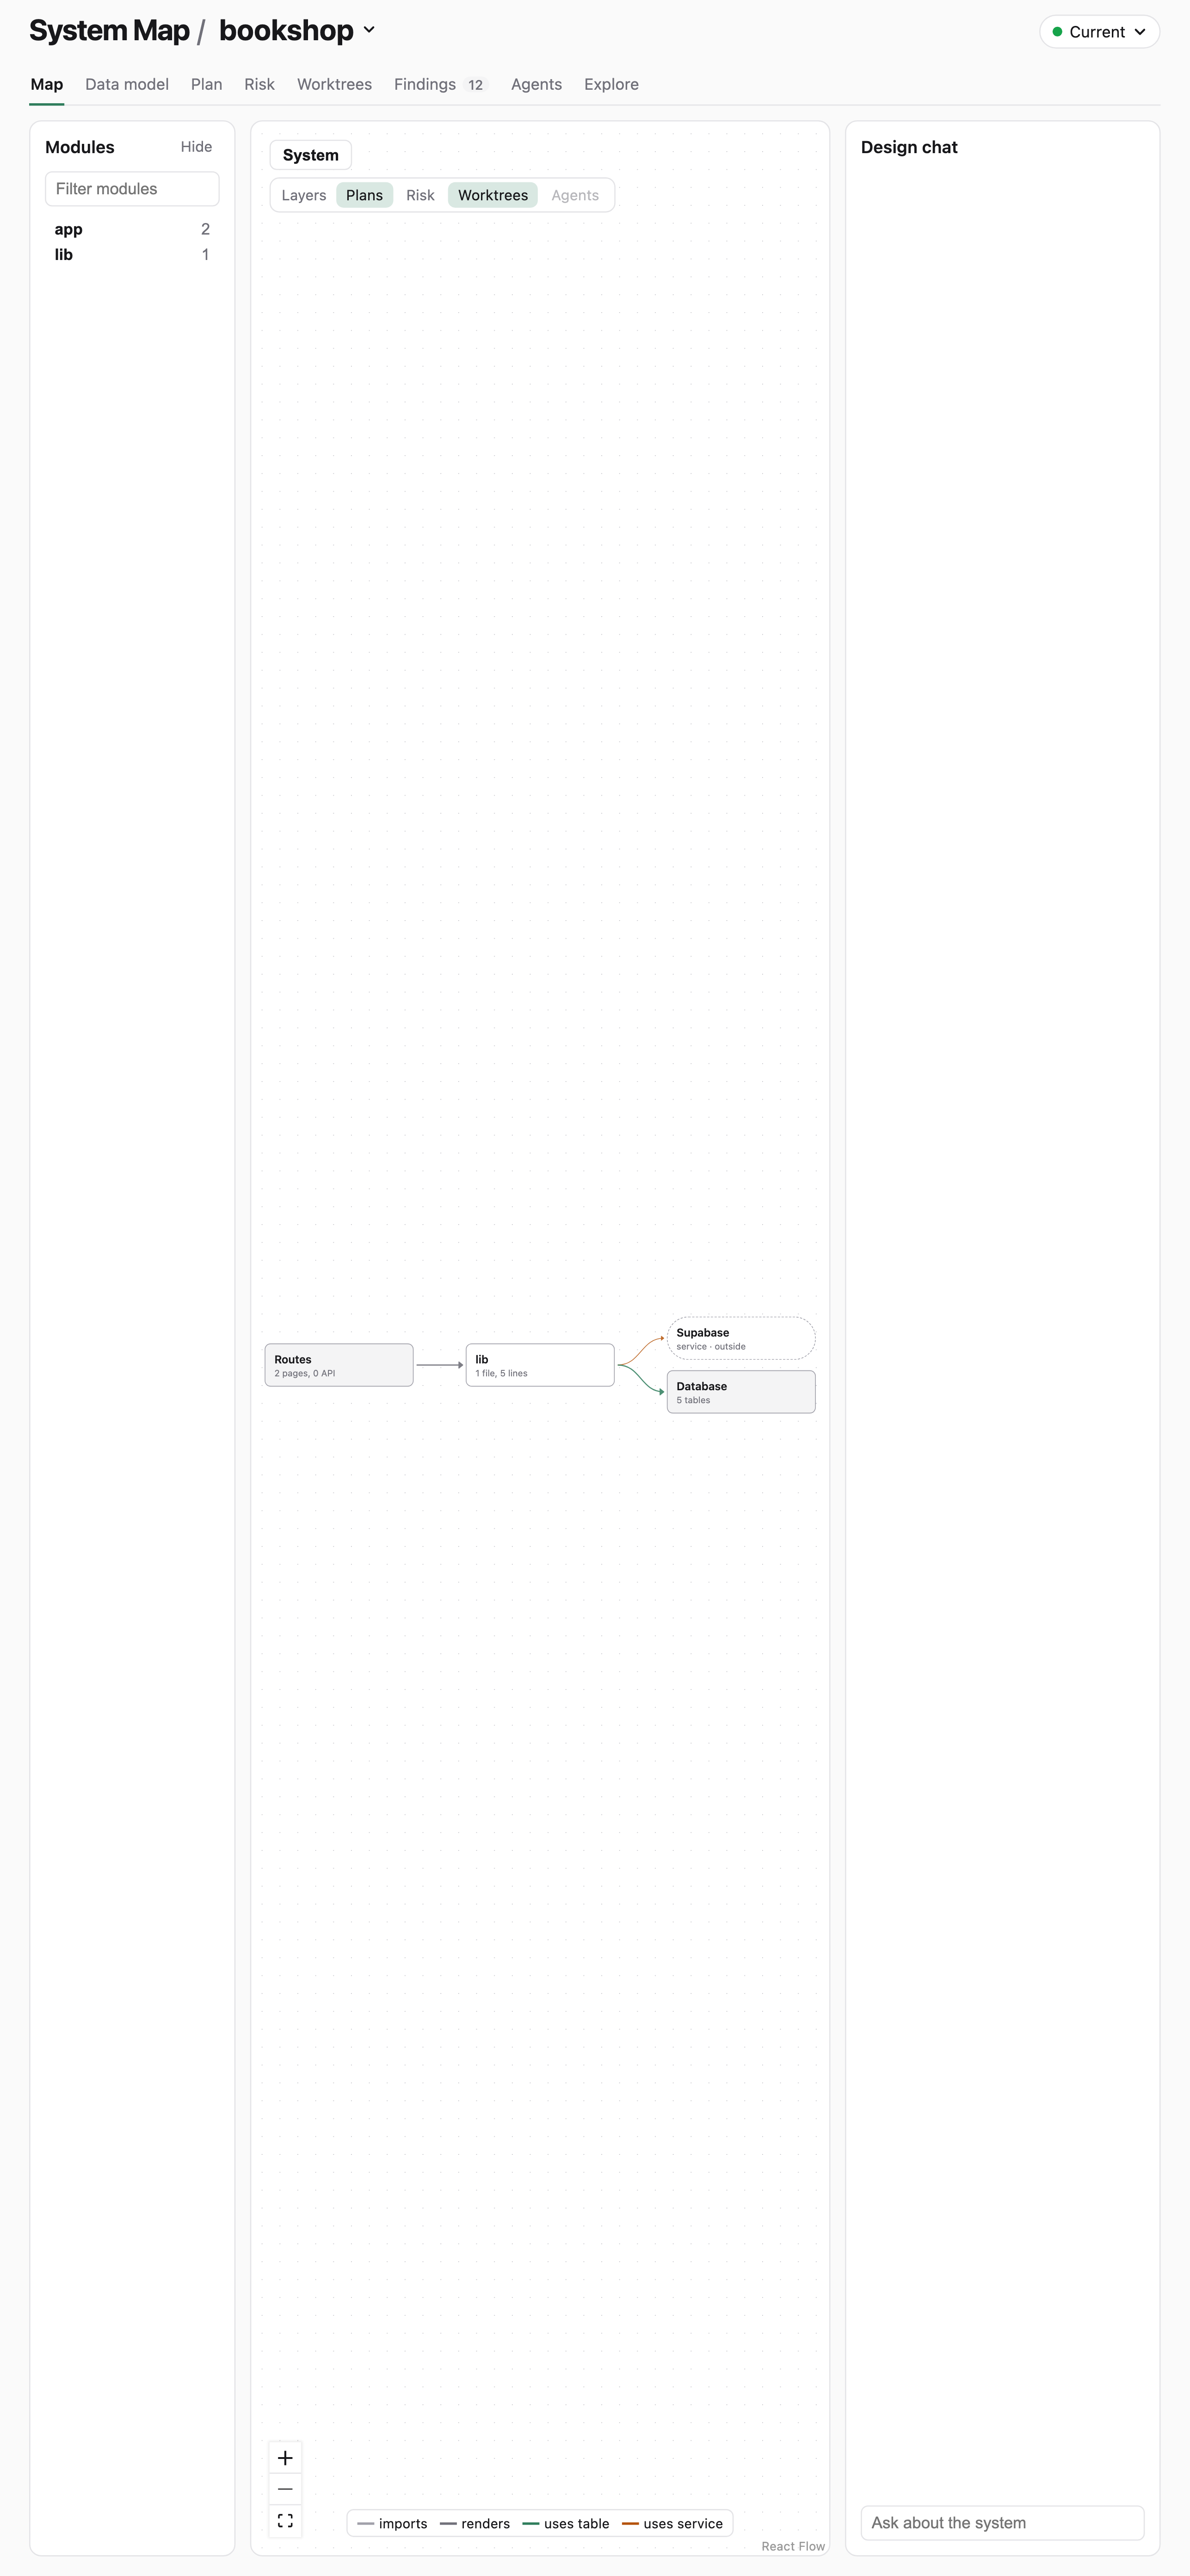 System Map / bookshop
Current
Map Data model Plan Risk Worktrees Findings 12 Agents Explore
Modules Hide
Filter modules
app 2
lib 1
System
Layers Plans Risk Worktrees Agents
Routes
2 pages, 0 API
lib
1 file, 5 lines
Supabase
service · outside
Database
5 tables
imports renders uses table uses service
React Flow
Design chat
Ask about the system